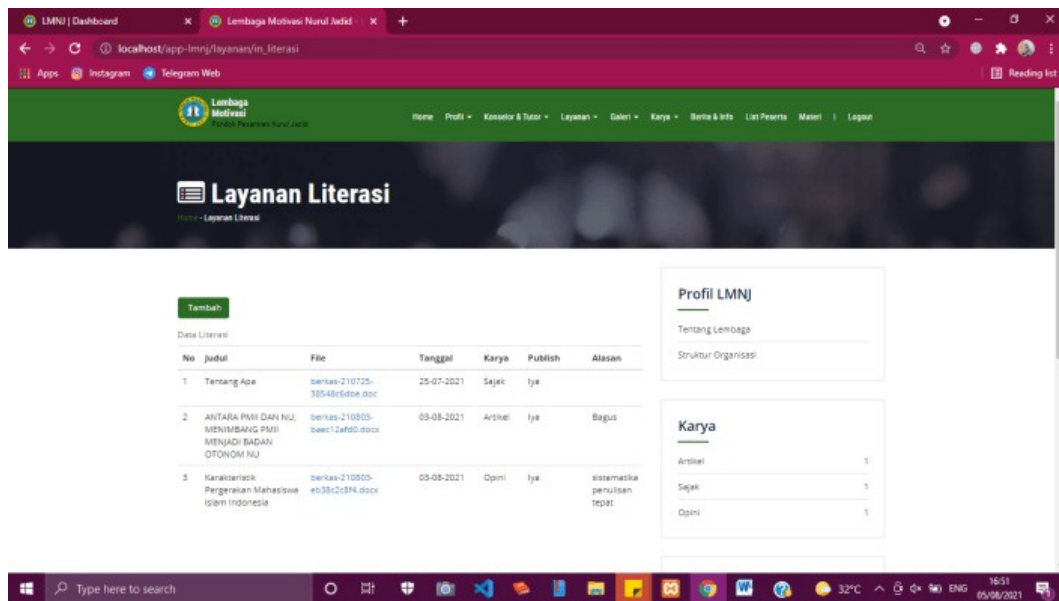 LMNJ | Dashboard
Lembaga Motivasi Nurul Jadid -
localhost/app-lmnj/layanan/in_literasi
Apps Instagram Telegram Web Reading list
Lembaga
Motivasi
Pondok Pesantren Nurul Jadid
Home Profil Konselor & Tutor Layanan Galeri Karya Berita & Info List Peserta Materi | Logout
Layanan Literasi
Home - Layanan Literasi
Tambah
Data Literasi
No Judul File Tanggal Karya Publish Alasan
1 Tentang Apa berkas-210725- 25-07-2021 Sajak Iya
38548c6dbe.doc
2 ANTARA PMII DAN NU; berkas-210803- 03-08-2021 Artikel Iya Bagus
MENIMBANG PMII baec12afd0.docx
MENJADI BADAN
OTONOM NU
3 Karakteristik berkas-210803- 03-08-2021 Opini Iya sistematika
Pergerakan Mahasiswa eb38c2c8f4.docx penulisan
Islam Indonesia tepat
Profil LMNJ
Tentang Lembaga
Struktur Organisasi
Karya
Artikel 1
Sajak 1
Opini 1
Type here to search
32°C ENG 16:51
05/08/2021